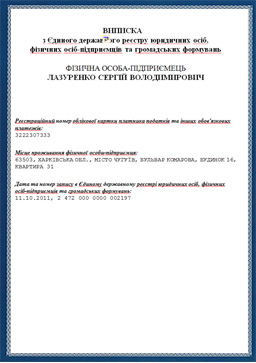 ВИПИСКА
з Єдиного держав ого реєстру юридичних осіб,
фізичних осіб-підприємців та громадських формувань
ФІЗИЧНА ОСОБА-ПІДПРИЄМЕЦЬ
ЛАЗУРЕНКО СЕРГІЙ ВОЛОДИМИРОВИЧ
Реєстраційний номер облікової картки платника податків та інших обов'язкових
платежів:
3222307333
Місце проживання фізичної особи-підприємця:
63503, ХАРКІВСЬКА ОБЛ., МІСТО ЧУГУЇВ, БУЛЬВАР КОМАРОВА, БУДИНОК 16,
КВАРТИРА 31
Дата та номер запису в Єдиному державному реєстрі юридичних осіб, фізичних
осіб-підприємців та громадських формувань:
11.10.2011, 2 472 000 0000 002197